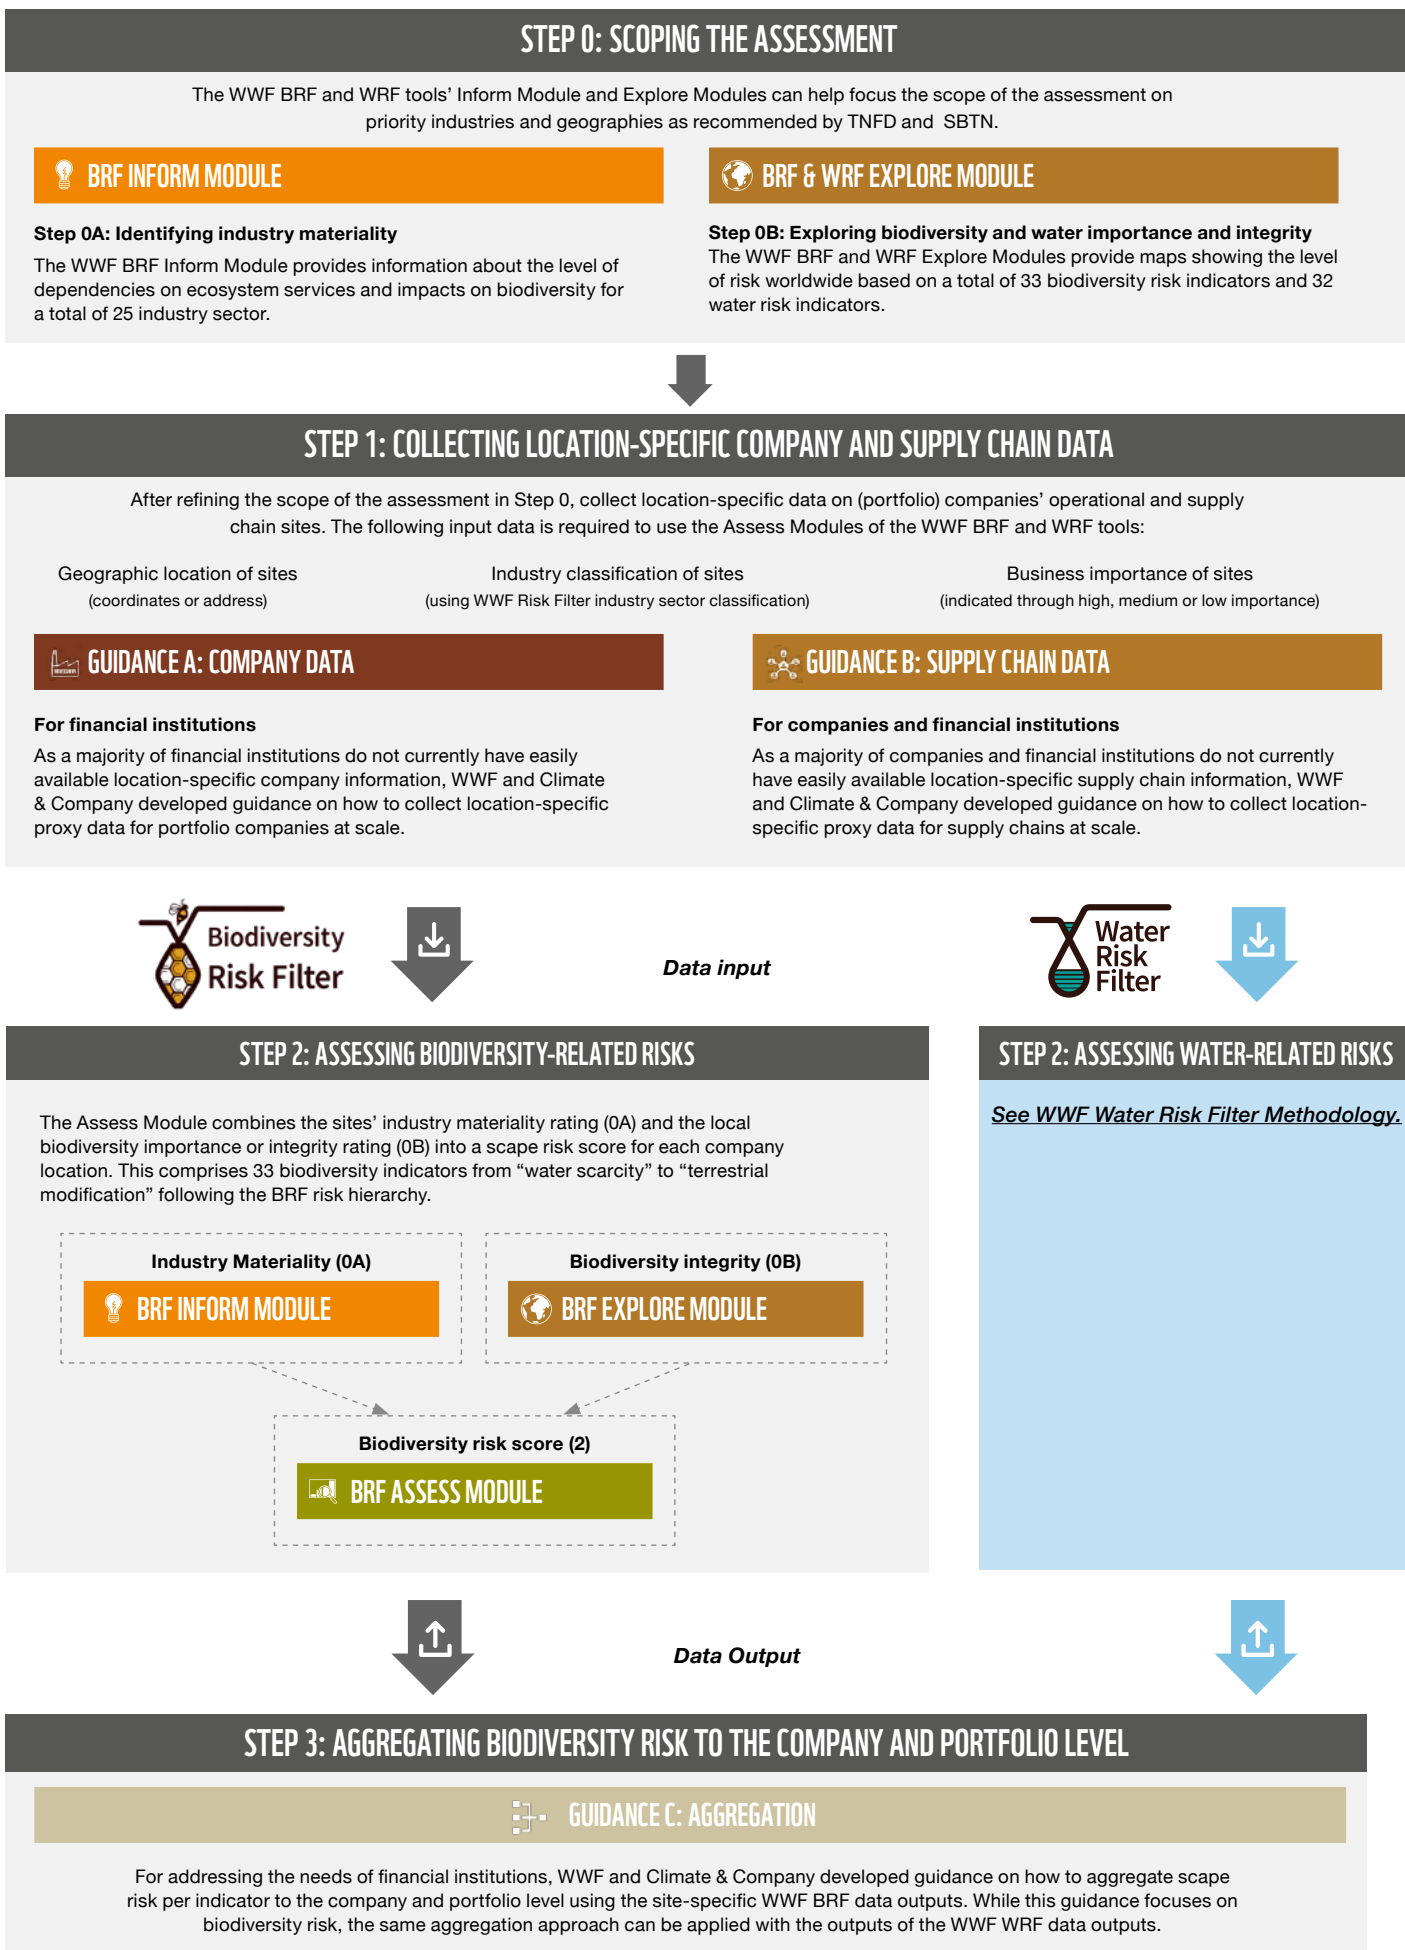 STEP 0: SCOPING THE ASSESSMENT
The WWF BRF and WRF tools’ Inform Module and Explore Modules can help focus the scope of the assessment on
priority industries and geographies as recommended by TNFD and SBTN.
BRF INFORM MODULE
Step 0A: Identifying industry materiality
The WWF BRF Inform Module provides information about the level of
dependencies on ecosystem services and impacts on biodiversity for
a total of 25 industry sector.
BRF & WRF EXPLORE MODULE
Step 0B: Exploring biodiversity and water importance and integrity
The WWF BRF and WRF Explore Modules provide maps showing the level
of risk worldwide based on a total of 33 biodiversity risk indicators and 32
water risk indicators.
STEP 1: COLLECTING LOCATION-SPECIFIC COMPANY AND SUPPLY CHAIN DATA
After refining the scope of the assessment in Step 0, collect location-specific data on (portfolio) companies’ operational and supply
chain sites. The following input data is required to use the Assess Modules of the WWF BRF and WRF tools:
Geographic location of sites
(coordinates or address)
Industry classification of sites
(using WWF Risk Filter industry sector classification)
Business importance of sites
(indicated through high, medium or low importance)
GUIDANCE A: COMPANY DATA
For financial institutions
As a majority of financial institutions do not currently have easily
available location-specific company information, WWF and Climate
& Company developed guidance on how to collect location-specific
proxy data for portfolio companies at scale.
GUIDANCE B: SUPPLY CHAIN DATA
For companies and financial institutions
As a majority of companies and financial institutions do not currently
have easily available location-specific supply chain information, WWF
and Climate & Company developed guidance on how to collect location-
specific proxy data for supply chains at scale.
Biodiversity
Risk Filter
Data input
Water
Risk
Filter
STEP 2: ASSESSING BIODIVERSITY-RELATED RISKS
The Assess Module combines the sites’ industry materiality rating (0A) and the local
biodiversity importance or integrity rating (0B) into a scape risk score for each company
location. This comprises 33 biodiversity indicators from “water scarcity” to “terrestrial
modification” following the BRF risk hierarchy.
Industry Materiality (0A)
BRF INFORM MODULE
Biodiversity integrity (0B)
BRF EXPLORE MODULE
Biodiversity risk score (2)
BRF ASSESS MODULE
STEP 2: ASSESSING WATER-RELATED RISKS
See WWF Water Risk Filter Methodology.
Data Output
STEP 3: AGGREGATING BIODIVERSITY RISK TO THE COMPANY AND PORTFOLIO LEVEL
GUIDANCE C: AGGREGATION
For addressing the needs of financial institutions, WWF and Climate & Company developed guidance on how to aggregate scape
risk per indicator to the company and portfolio level using the site-specific WWF BRF data outputs. While this guidance focuses on
biodiversity risk, the same aggregation approach can be applied with the outputs of the WWF WRF data outputs.